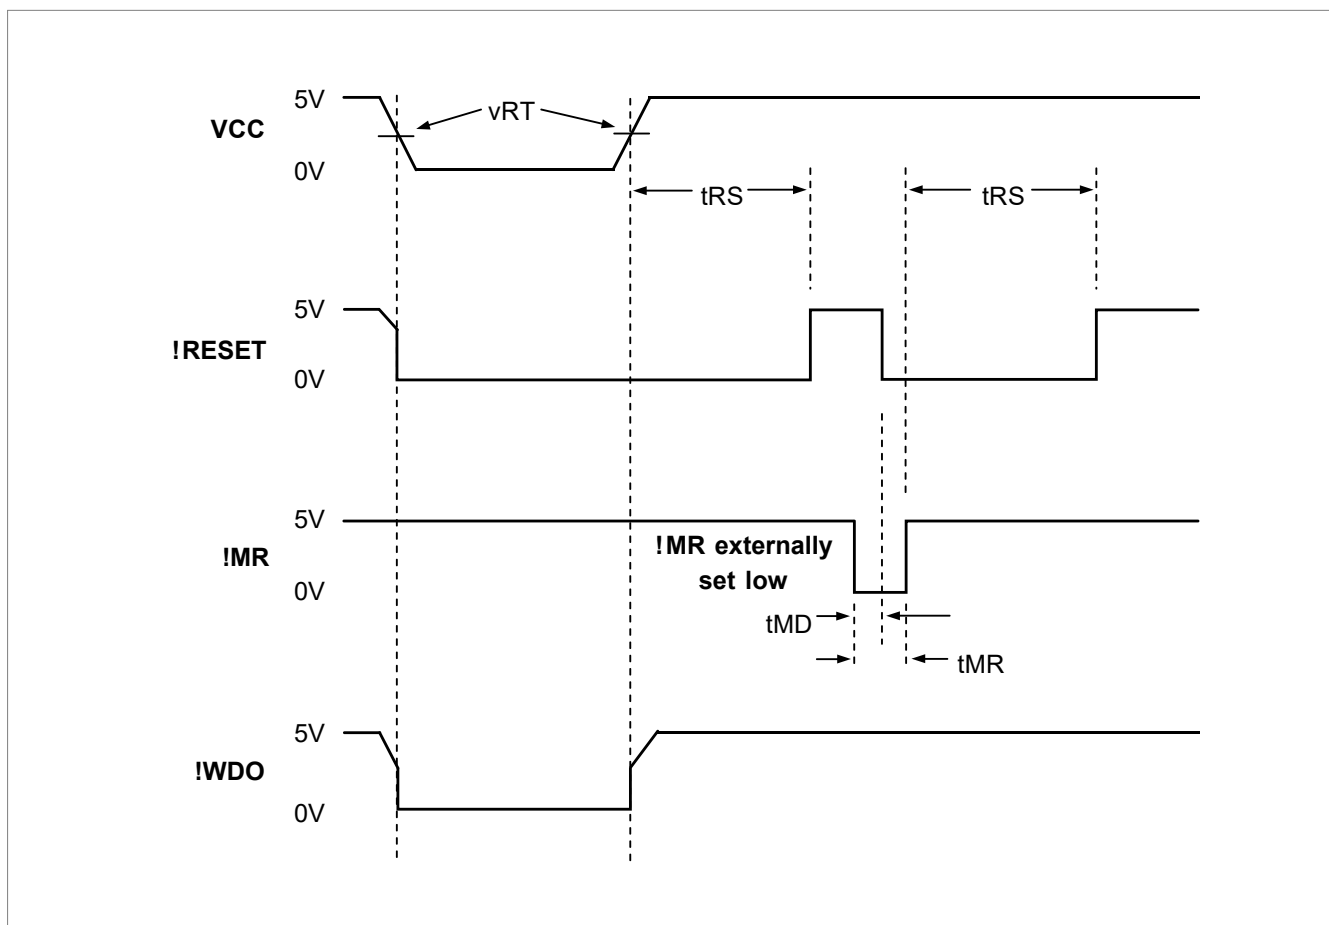 5V
vRT
VCC
0V
tRS
tRS
5V
!RESET
0V
5V
!MR externally
set low
!MR
0V
tMD
tMR
5V
!WDO
0V